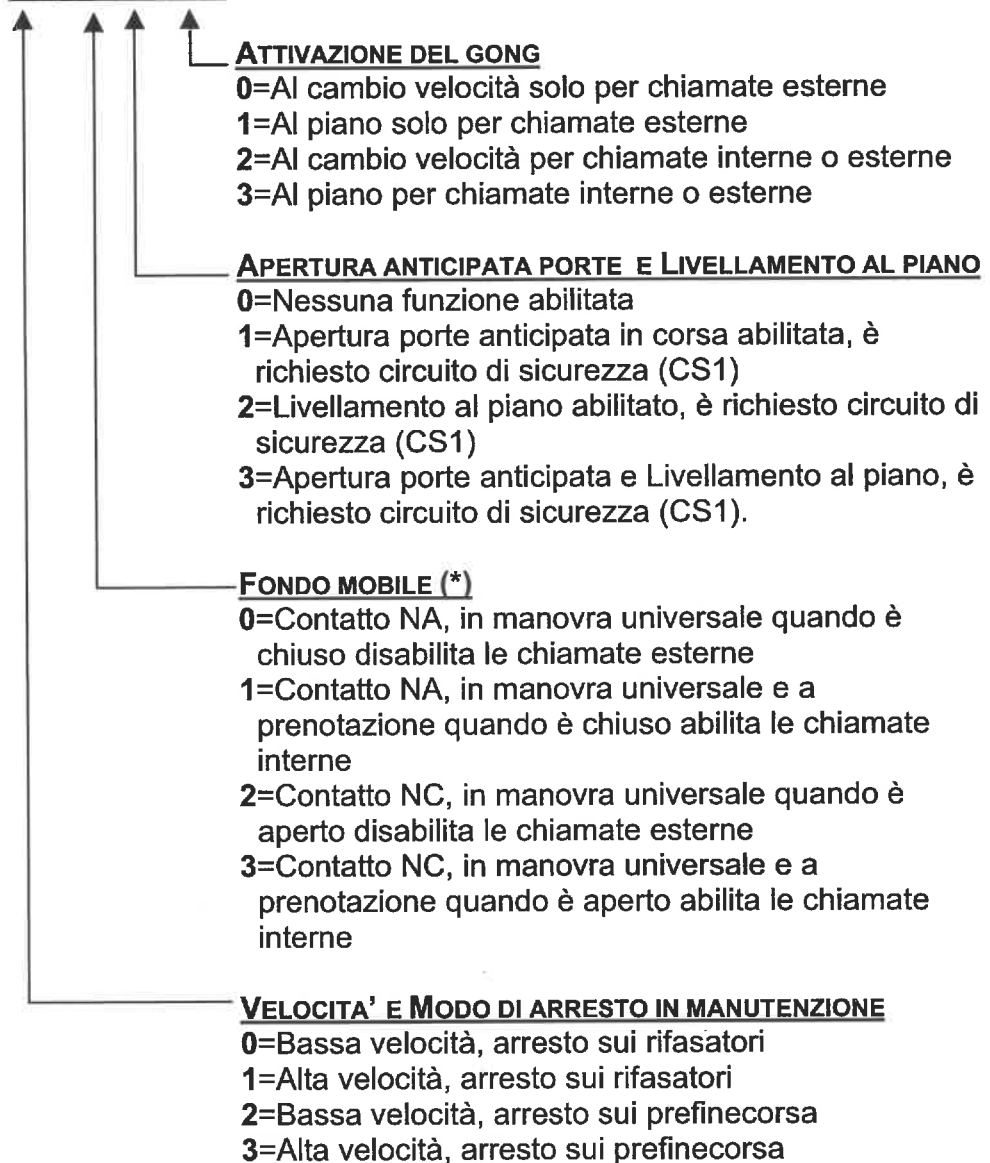 ATTIVAZIONE DEL GONG
0=Al cambio velocità solo per chiamate esterne
1=Al piano solo per chiamate esterne
2=Al cambio velocità per chiamate interne o esterne
3=Al piano per chiamate interne o esterne
APERTURA ANTICIPATA PORTE E LIVELLAMENTO AL PIANO
0=Nessuna funzione abilitata
1=Apertura porte anticipata in corsa abilitata, è
richiesto circuito di sicurezza (CS1)
2=Livellamento al piano abilitato, è richiesto circuito di
sicurezza (CS1)
3=Apertura porte anticipata e Livellamento al piano, è
richiesto circuito di sicurezza (CS1).
FONDO MOBILE (*)
0=Contatto NA, in manovra universale quando è
chiuso disabilita le chiamate esterne
1=Contatto NA, in manovra universale e a
prenotazione quando è chiuso abilita le chiamate
interne
2=Contatto NC, in manovra universale quando è
aperto disabilita le chiamate esterne
3=Contatto NC, in manovra universale e a
prenotazione quando è aperto abilita le chiamate
interne
VELOCITA' E MODO DI ARRESTO IN MANUTENZIONE
0=Bassa velocità, arresto sui rifasatori
1=Alta velocità, arresto sui rifasatori
2=Bassa velocità, arresto sui prefinecorsa
3=Alta velocità, arresto sui prefinecorsa